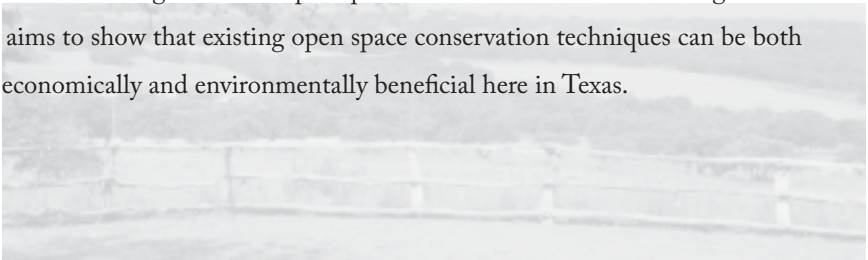 aims to show that existing open space conservation techniques can be both
economically and environmentally beneficial here in Texas.